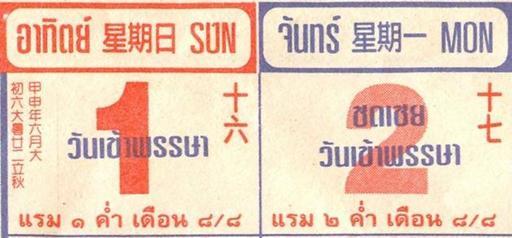 อาทิตย์ 星期日 SUN
甲申年六月大
初六大暑廿二立秋
1
วันเข้าพรรษา
十六
แรม ๑ ค่ำ เดือน ๘/๘
จันทร์ 星期一 MON
2
ชดเชย
วันเข้าพรรษา
十七
แรม ๒ ค่ำ เดือน ๘/๘